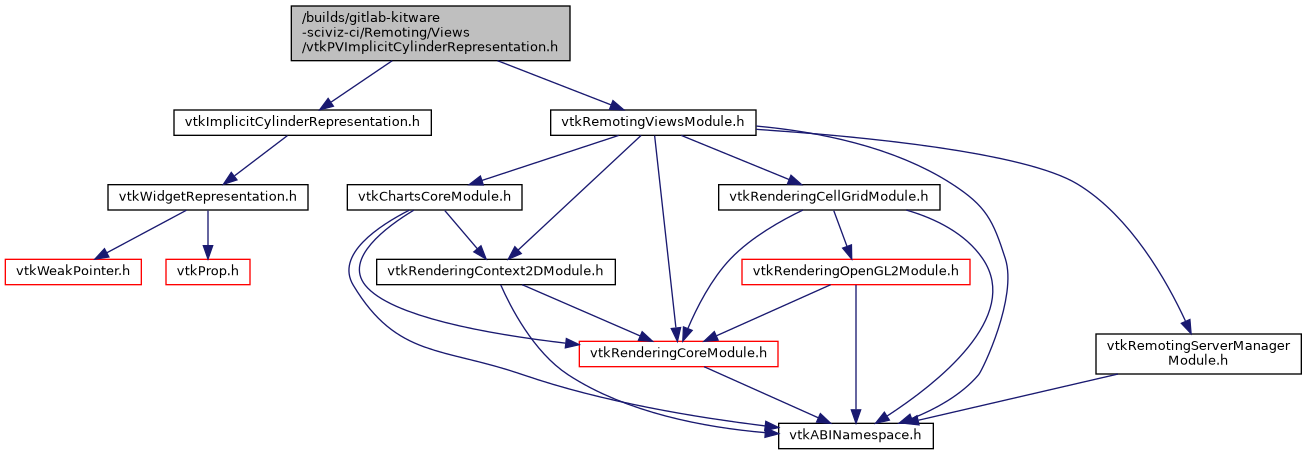 /builds/gitlab-kitware
-sciviz-ci/Remoting/Views
/vtkPVImplicitCylinderRepresentation.h
vtkImplicitCylinderRepresentation.h
vtkRemotingViewsModule.h
vtkWidgetRepresentation.h
vtkChartsCoreModule.h
vtkRenderingCellGridModule.h
vtkWeakPointer.h
vtkProp.h
vtkRenderingContext2DModule.h
vtkRenderingOpenGL2Module.h
vtkRenderingCoreModule.h
vtkRemotingServerManager
Module.h
vtkABINamespace.h